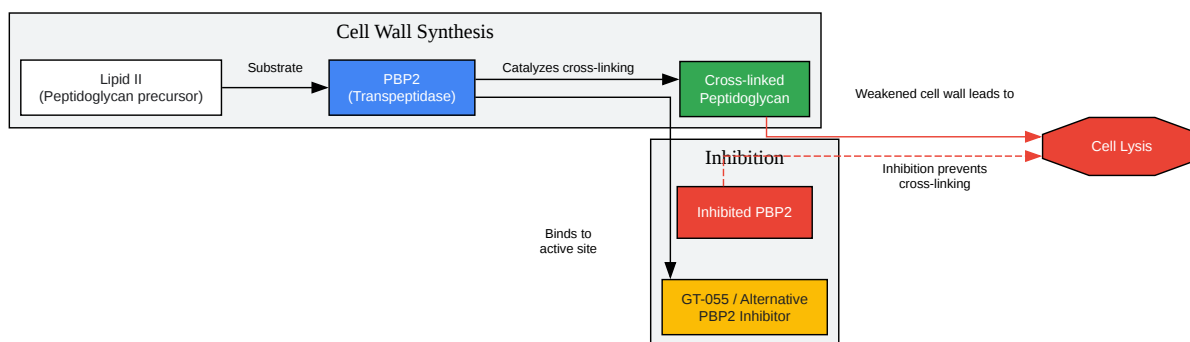 Cell Wall Synthesis
Lipid II
(Peptidoglycan precursor)
Substrate
PBP2
(Transpeptidase)
Catalyzes cross-linking
Cross-linked
Peptidoglycan
Weakened cell wall leads to
Cell Lysis
Inhibition
Inhibition prevents
cross-linking
Inhibited PBP2
Binds to
active site
GT-055 / Alternative
PBP2 Inhibitor